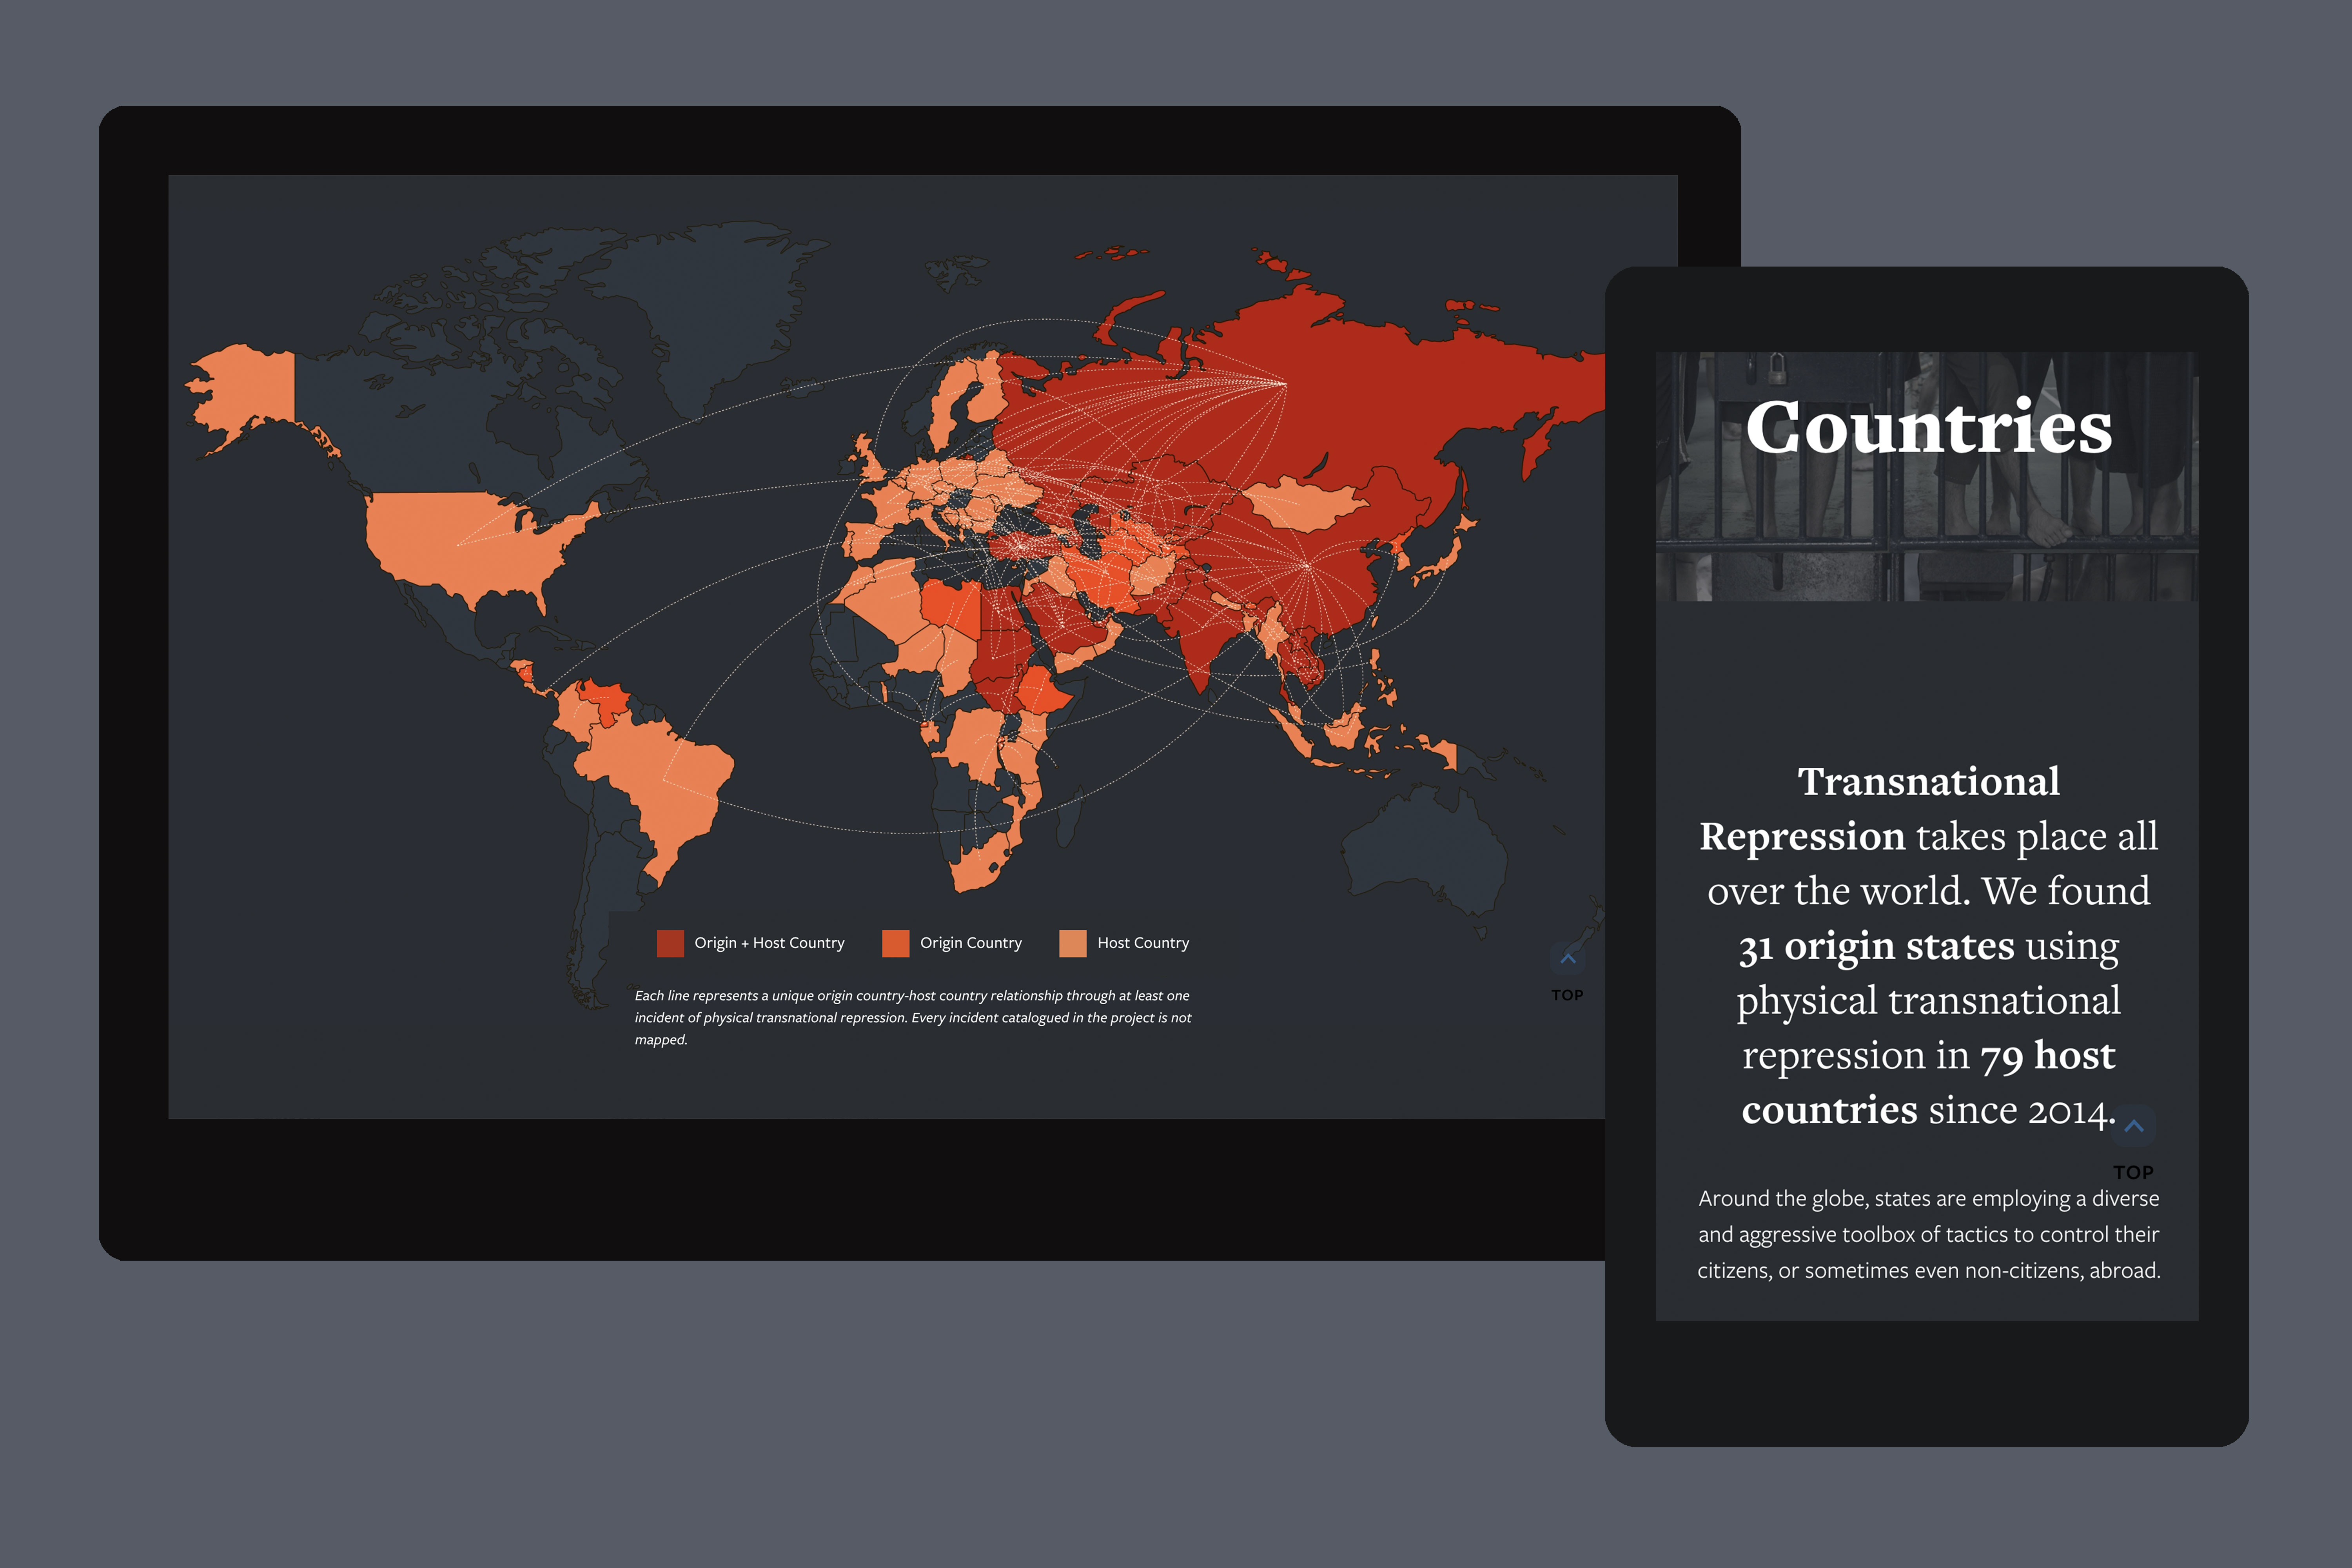 Origin + Host Country
Origin Country
Host Country
Each line represents a unique origin country-host country relationship through at least one
incident of physical transnational repression. Every incident catalogued in the project is not
mapped.
TOP
Countries
Transnational
Repression takes place all
over the world. We found
31 origin states using
physical transnational
repression in 79 host
countries since 2014.
TOP
Around the globe, states are employing a diverse
and aggressive toolbox of tactics to control their
citizens, or sometimes even non-citizens, abroad.